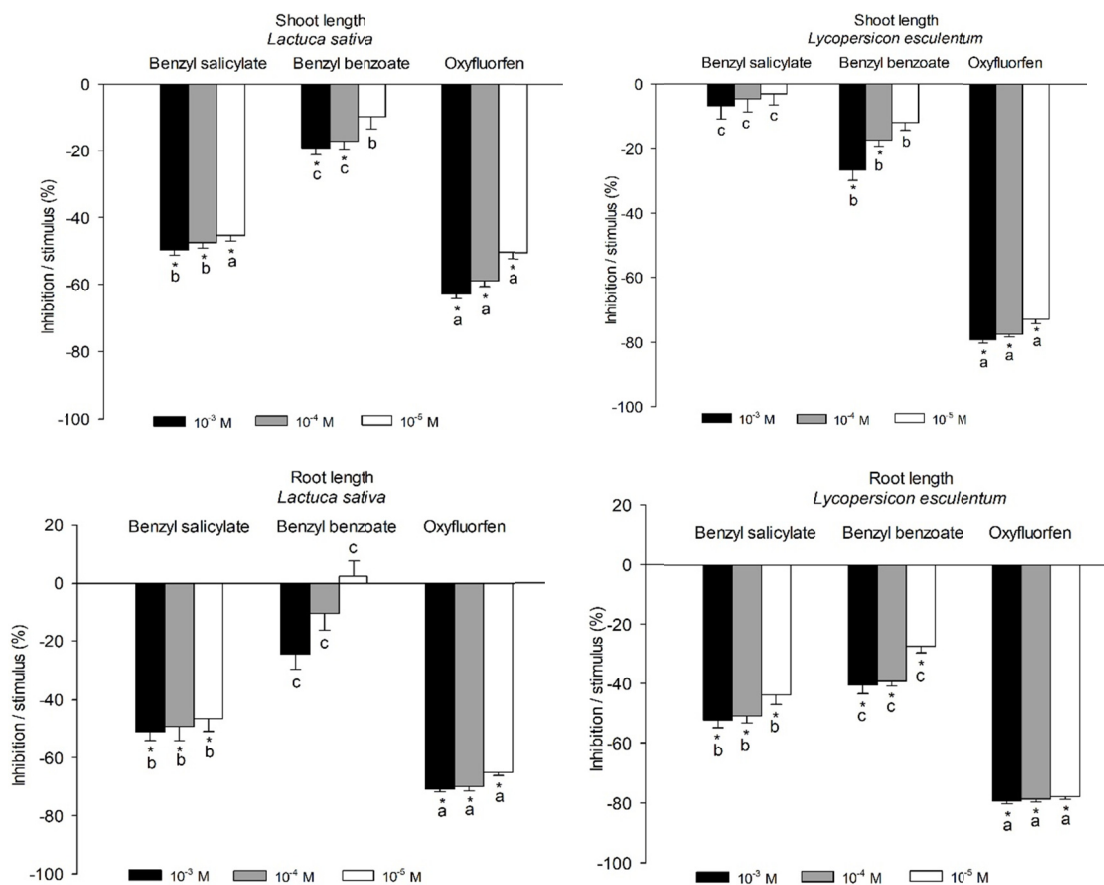 Shoot length
Lactuca sativa
Benzyl salicylate Benzyl benzoate Oxyfluorfen
0
-20
-40
-60
-80
-100
Inhibition / stimulus (%)
* b * b * a
* c * c b
* a * a * a
10⁻³ M 10⁻⁴ M 10⁻⁵ M
Shoot length
Lycopersicon esculentum
Benzyl salicylate Benzyl benzoate Oxyfluorfen
0
-20
-40
-60
-80
-100
Inhibition / stimulus (%)
c c c
* b * b b
* a * a * a
10⁻³ M 10⁻⁴ M 10⁻⁵ M
Root length
Lactuca sativa
Benzyl salicylate Benzyl benzoate Oxyfluorfen
20
0
-20
-40
-60
-80
-100
Inhibition / stimulus (%)
* b * b * b
c c c
* a * a * a
10⁻³ M 10⁻⁴ M 10⁻⁵ M
Root length
Lycopersicon esculentum
Benzyl salicylate Benzyl benzoate Oxyfluorfen
20
0
-20
-40
-60
-80
-100
Inhibition / stimulus (%)
* b * b * b
* c * c * c
* a * a * a
10⁻³ M 10⁻⁴ M 10⁻⁵ M